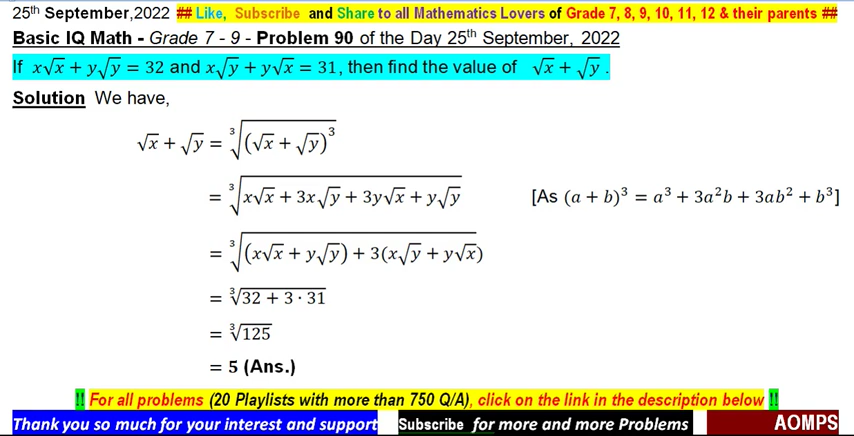 25th September,2022 ## Like, Subscribe and Share to all Mathematics Lovers of Grade 7, 8, 9, 10, 11, 12 & their parents ##
Basic IQ Math - Grade 7 - 9 - Problem 90 of the Day 25th September, 2022
If x√x + y√y = 32 and x√y + y√x = 31, then find the value of √x + √y .
Solution We have,
√x + √y = ∛(√x + √y)³
= ∛x√x + 3x√y + 3y√x + y√y [As (a + b)³ = a³ + 3a²b + 3ab² + b³]
= ∛(x√x + y√y) + 3(x√y + y√x)
= ∛32 + 3 · 31
= ∛125
= 5 (Ans.)
!! For all problems (20 Playlists with more than 750 Q/A), click on the link in the description below !!
Thank you so much for your interest and support Subscribe for more and more Problems AOMPS